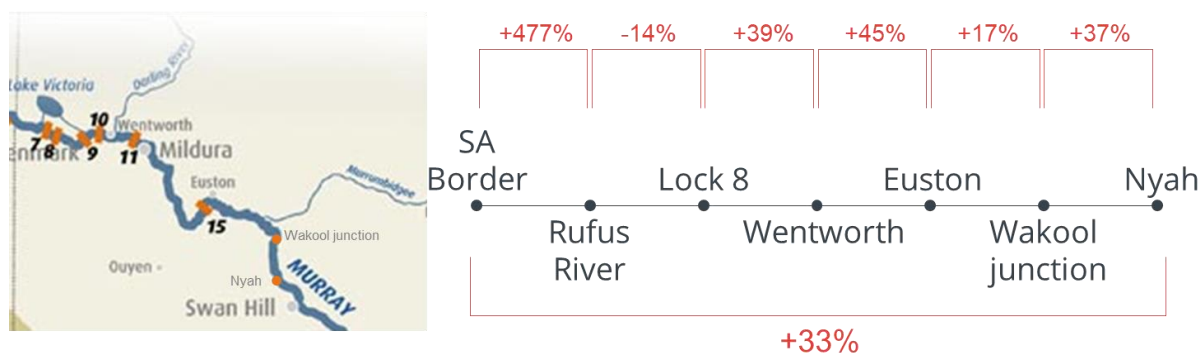 Lake Victoria
Darling River
10
Wentworth
7
8
9
11
Mildura
Euston
Murrumbidgee
15
Wakool junction
Ouyen
Nyah
MURRAY
Swan Hill
+477%
-14%
+39%
+45%
+17%
+37%
SA
Border
Lock 8
Euston
Nyah
Rufus
River
Wentworth
Wakool
junction
+33%